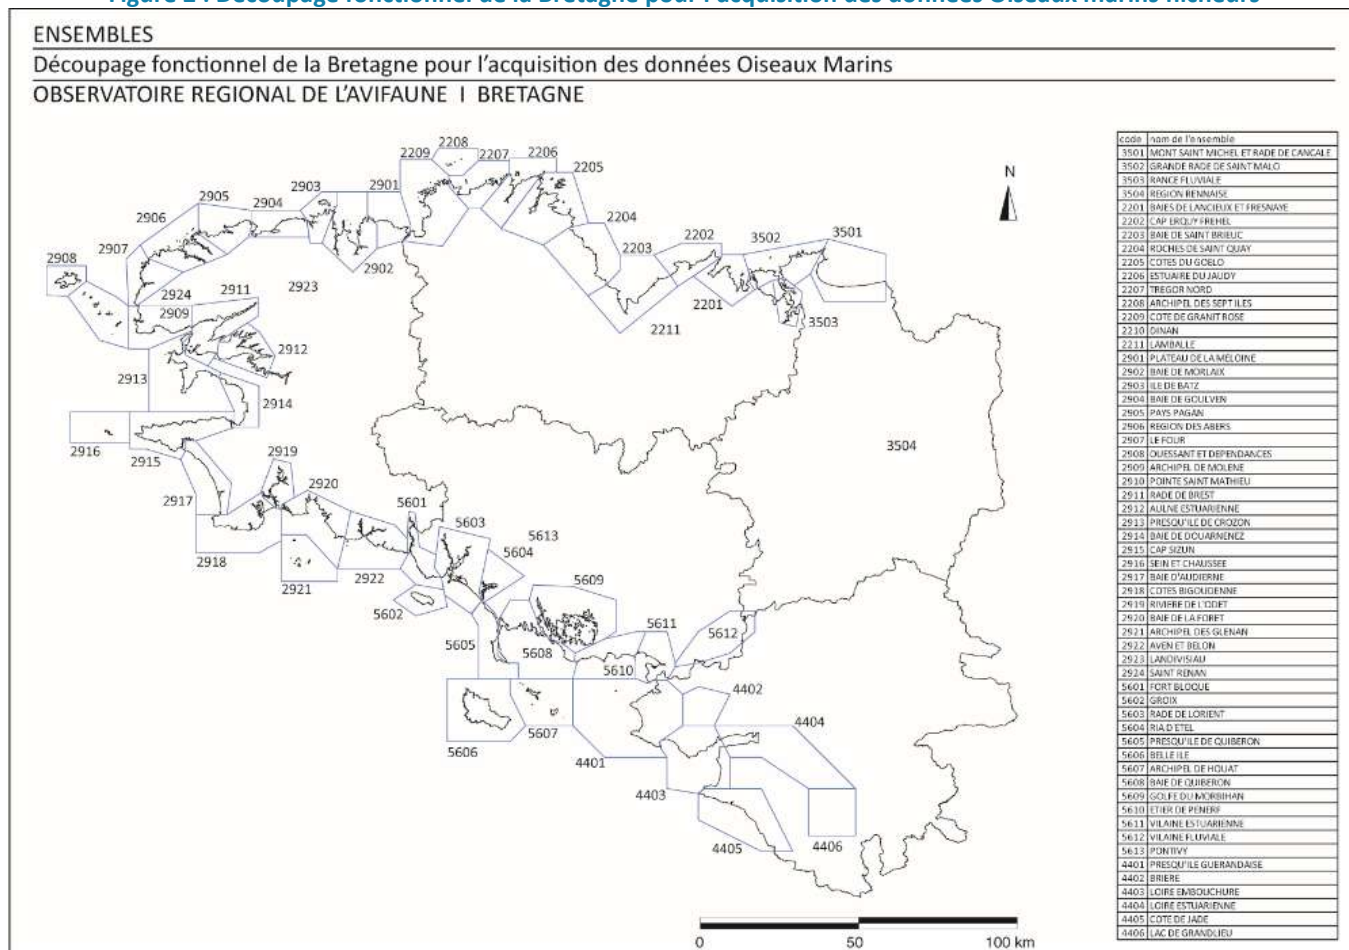 Figure 24 : Découpage fonctionnel de la Bretagne pour l'acquisition des données Oiseaux marins nicheurs
ENSEMBLES
Découpage fonctionnel de la Bretagne pour l'acquisition des données Oiseaux Marins
OBSERVATOIRE REGIONAL DE L'AVIFAUNE I BRETAGNE
2208
2209
2207
2206
2205
2903
2901
2905
2904
2906
2204
2202
3502
3501
2907
2203
2908
2902
2924
2911
2923
2201
2909
2211
3503
2912
2913
2914
2916
2915
3504
2919
2920
2917
5601
5603
5613
2918
5604
2921
2922
5609
5602
5611
5612
5605
5608
5610
4402
4404
5606
5607
4401
4403
4405
4406
N
0
50
100 km
code nom de l'ensemble
3501 MONT SAINT MICHEL ET RADE DE CANCALE
3502 GRANDE RADE DE SAINT MALO
3503 RANCE FLUVIALE
3504 REGION RENNAISE
2201 BAIES DE LANCIEUX ET FRESNAYE
2202 CAP ERQUY FREHEL
2203 BAIE DE SAINT BRIEUC
2204 ROCHES DE SAINT QUAY
2205 COTES DU GOELO
2206 ESTUAIRE DU JAUDY
2207 TREGOR NORD
2208 ARCHIPEL DES SEPT ILES
2209 COTE DE GRANIT ROSE
2210 DINAN
2211 LAMBALLE
2901 PLATEAU DE LA MELOINE
2902 BAIE DE MORLAIX
2903 ILE DE BATZ
2904 BAIE DE GOULVEN
2905 PAYS PAGAN
2906 REGION DES ABERS
2907 LE FOUR
2908 OUESSANT ET DEPENDANCES
2909 ARCHIPEL DE MOLENE
2910 POINTE SAINT MATHIEU
2911 RADE DE BREST
2912 AULNE ESTUARIENNE
2913 PRESQU'ILE DE CROZON
2914 BAIE DE DOUARNENEZ
2915 CAP SIZUN
2916 SEIN ET CHAUSSEE
2917 BAIE D'AUDIERNE
2918 COTES BIGOUDENNE
2919 RIVIERE DE L'ODET
2920 BAIE DE LA FORET
2921 ARCHIPEL DES GLENAN
2922 AVEN ET BELON
2923 LANDIVISIAU
2924 SAINT RENAN
5601 FORT BLOQUE
5602 GROIX
5603 RADE DE LORIENT
5604 RIA D'ETEL
5605 PRESQU'ILE DE QUIBERON
5606 BELLE ILE
5607 ARCHIPEL DE HOUAT
5608 BAIE DE QUIBERON
5609 GOLFE DU MORBIHAN
5610 ETIER DE PENERF
5611 VILAINE ESTUARIENNE
5612 VILAINE FLUVIALE
5613 PONTIVY
4401 PRESQU'ILE GUERANDAISE
4402 BRIERE
4403 LOIRE EMBOUCHURE
4404 LOIRE ESTUARIENNE
4405 COTE DE JADE
4406 LAC DE GRANDLIEU